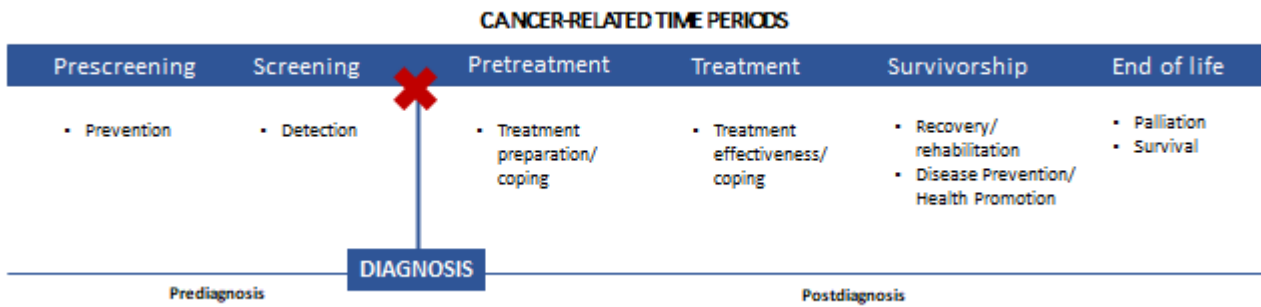 CANCER-RELATED TIME PERIODS
Prescreening Screening Pretreatment Treatment Survivorship End of life
▪ Prevention
▪ Detection
▪ Treatment
preparation/
coping
▪ Treatment
effectiveness/
coping
▪ Recovery/
rehabilitation
▪ Disease Prevention/
Health Promotion
▪ Palliation
▪ Survival
DIAGNOSIS
Prediagnosis Postdiagnosis